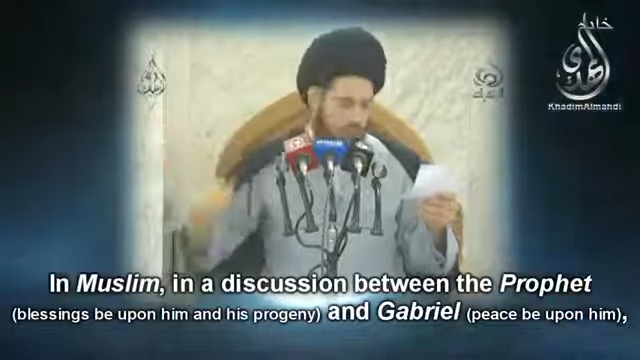 خادم
المهدي
KhadimAlmahdi
In Muslim, in a discussion between the Prophet
(blessings be upon him and his progeny) and Gabriel (peace be upon him),